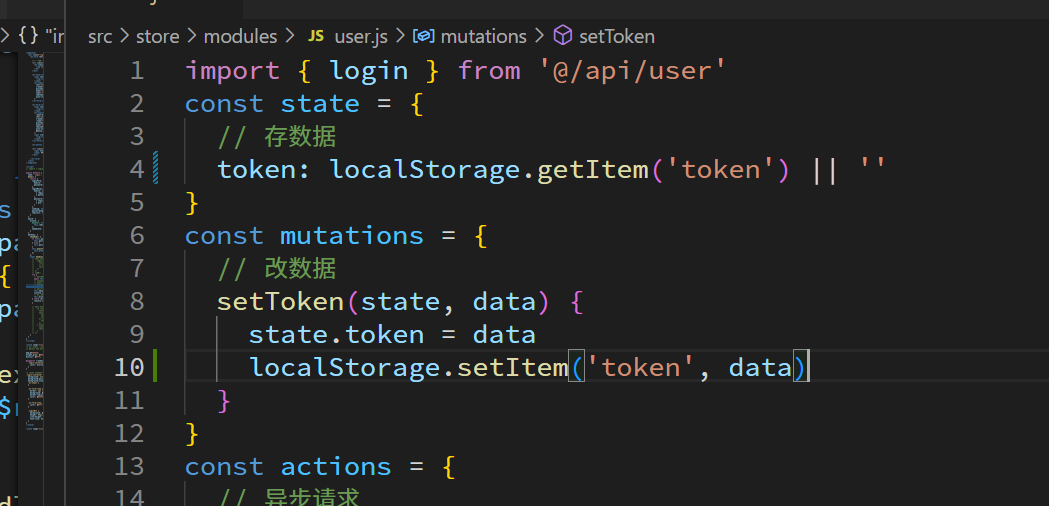 {} "in
src > store > modules > JS user.js > mutations > setToken
1 import { login } from '@/api/user'
2 const state = {
3 // 存数据
4 token: localStorage.getItem('token') || ''
5 }
6 const mutations = {
7 // 改数据
8 setToken(state, data) {
9 state.token = data
10 localStorage.setItem('token', data)
11 }
12 }
13 const actions = {
14 // 异步请求